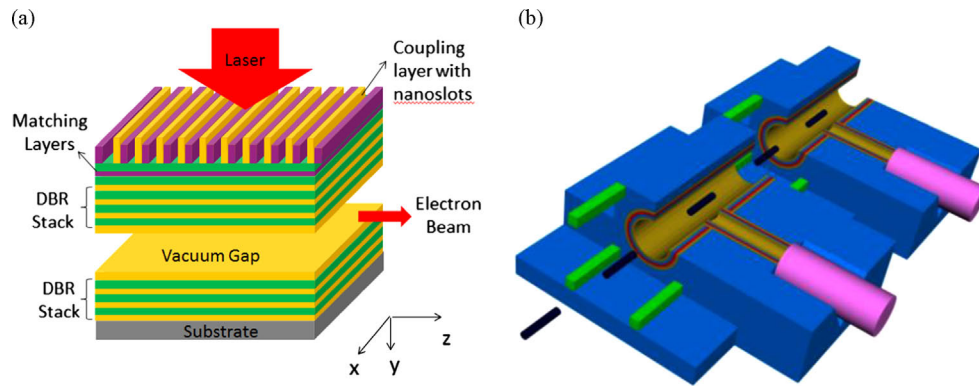 (a)
Laser
Coupling
layer with
nanoslots
Matching
Layers
DBR
Stack
Electron
Beam
Vacuum Gap
DBR
Stack
Substrate
x
y
z
(b)